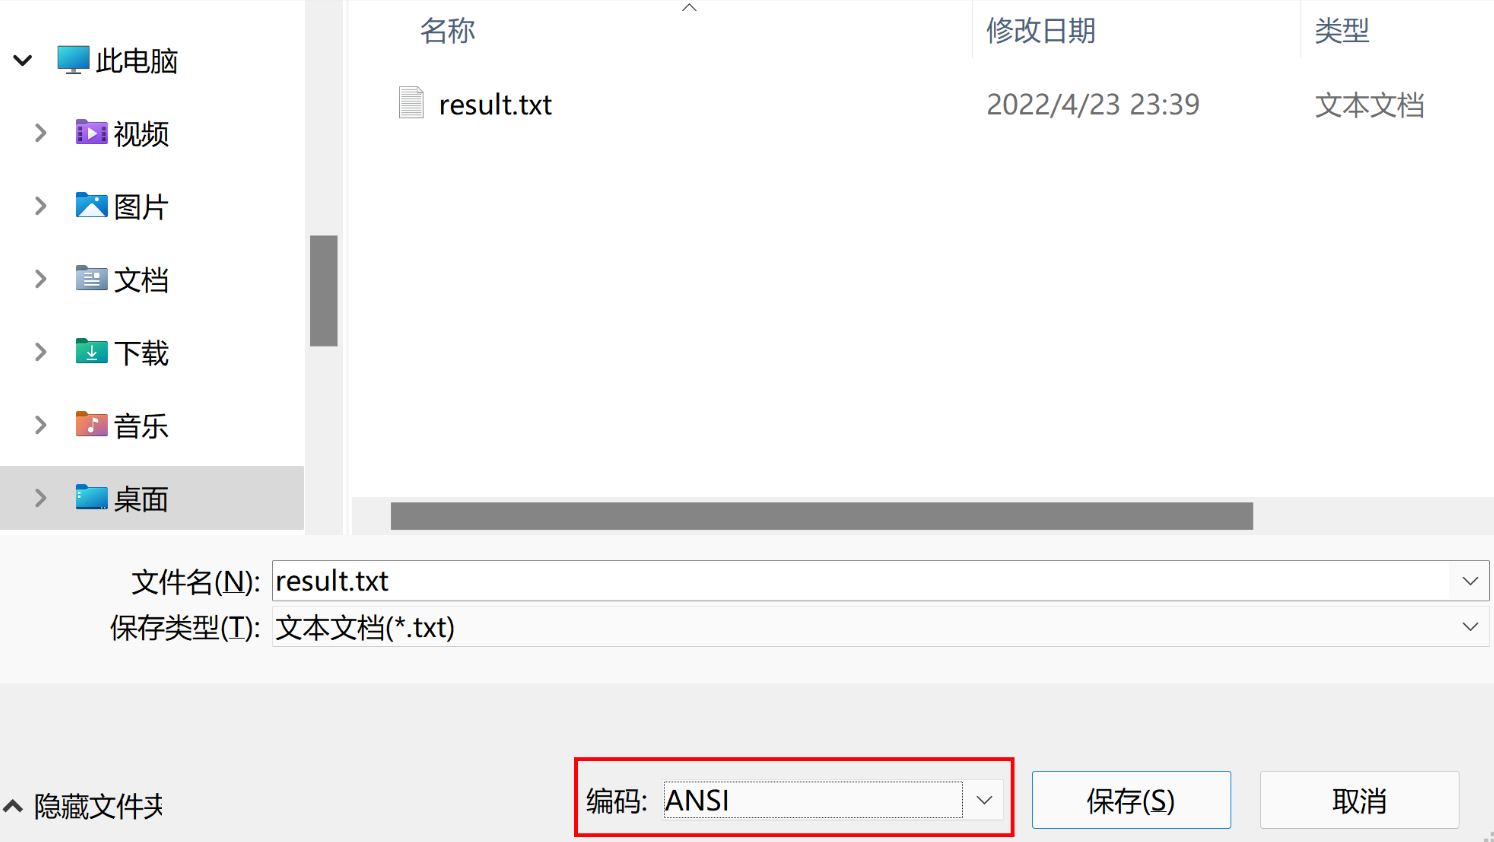 此电脑
视频
图片
文档
下载
音乐
桌面
名称 修改日期 类型
result.txt 2022/4/23 23:39 文本文档
文件名(N): result.txt
保存类型(T): 文本文档(*.txt)
隐藏文件夹 编码: ANSI 保存(S) 取消